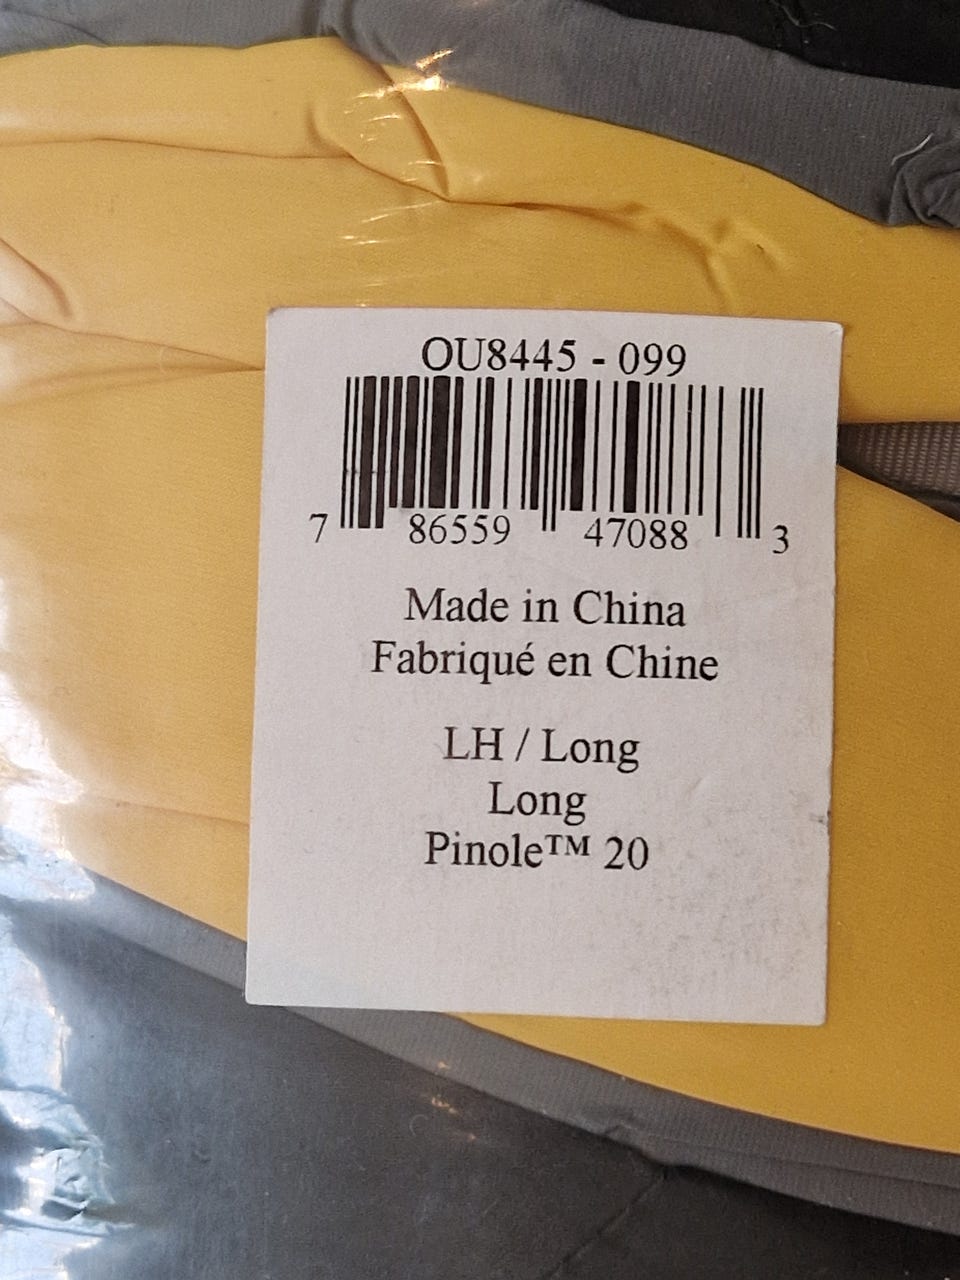 OU8445 - 099
7 86559 47088 3
Made in China
Fabriqué en Chine
LH / Long
Long
Pinole™ 20